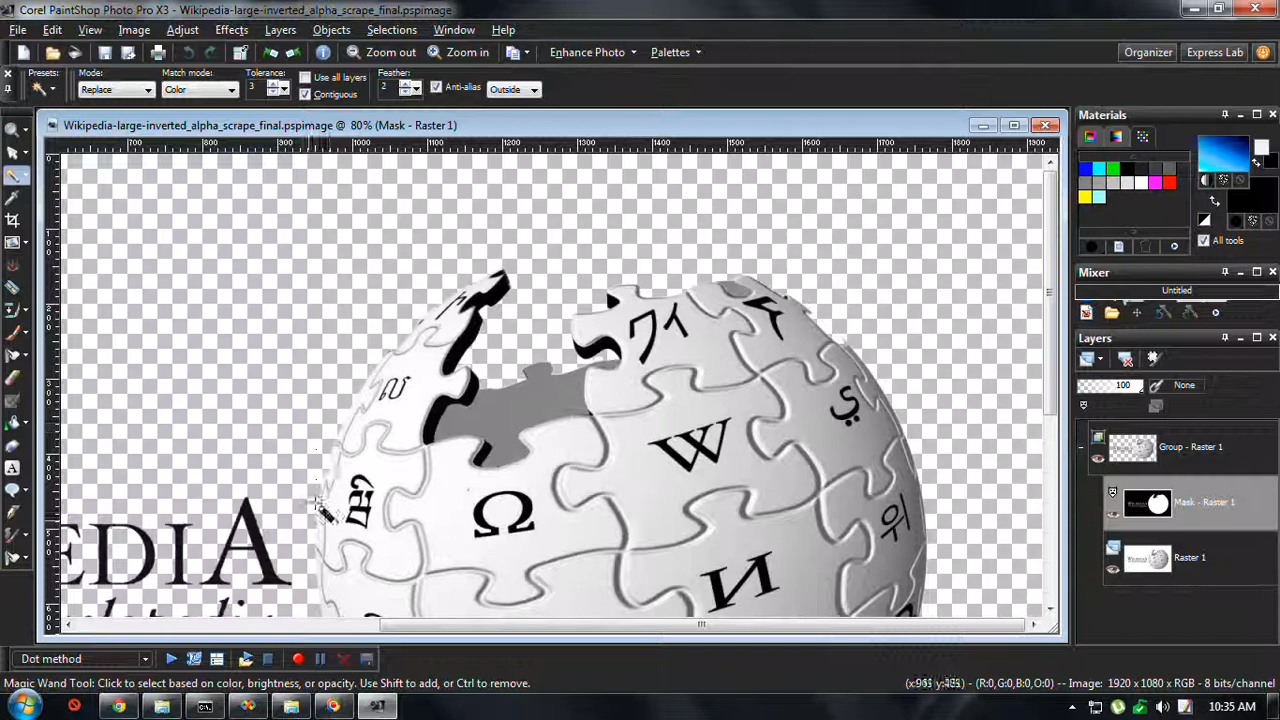 Corel PaintShop Photo Pro X3 - Wikipedia-large-inverted_alpha_scrape_final.pspimage
File Edit View Image Adjust Effects Layers Objects Selections Window Help
Zoom out Zoom in Enhance Photo Palettes Organizer Express Lab
Presets: Mode: Match mode: Tolerance: Use all layers Feather:
Replace Color 3 Contiguous 2 Anti-alias Outside
Wikipedia-large-inverted_alpha_scrape_final.pspimage @ 80% (Mask - Raster 1)
Materials
All tools
Mixer
Untitled
Layers
100 None
Group - Raster 1
Mask - Raster 1
Raster 1
ワィ
ي
W
Ω
위
И
EDIA
Dot method
Magic Wand Tool: Click to select based on color, brightness, or opacity. Use Shift to add, or Ctrl to remove.
- (R:0,G:0,B:0,O:0) -- Image: 1920 x 1080 x RGB - 8 bits/channel
10:35 AM